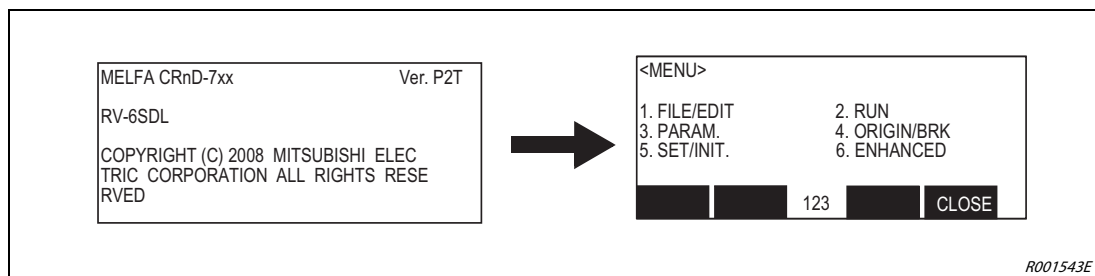 MELFA CRnD-7xx Ver. P2T
RV-6SDL
COPYRIGHT (C) 2008 MITSUBISHI ELEC
TRIC CORPORATION ALL RIGHTS RESE
RVED
<MENU>
1. FILE/EDIT 2. RUN
3. PARAM. 4. ORIGIN/BRK
5. SET/INIT. 6. ENHANCED
123 CLOSE
R001543E